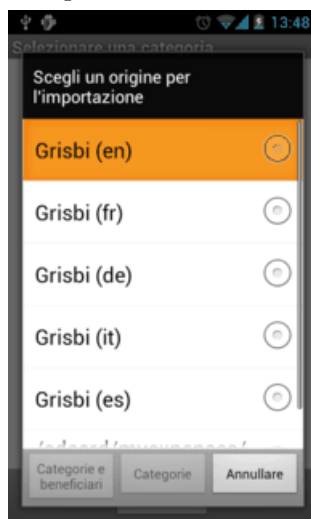 13:48
Selezionare una categoria
Scegli un origine per
l'importazione
Grisbi (en)
Grisbi (fr)
Grisbi (de)
Grisbi (it)
Grisbi (es)
Categorie e
beneficiari
Categorie
Annullare